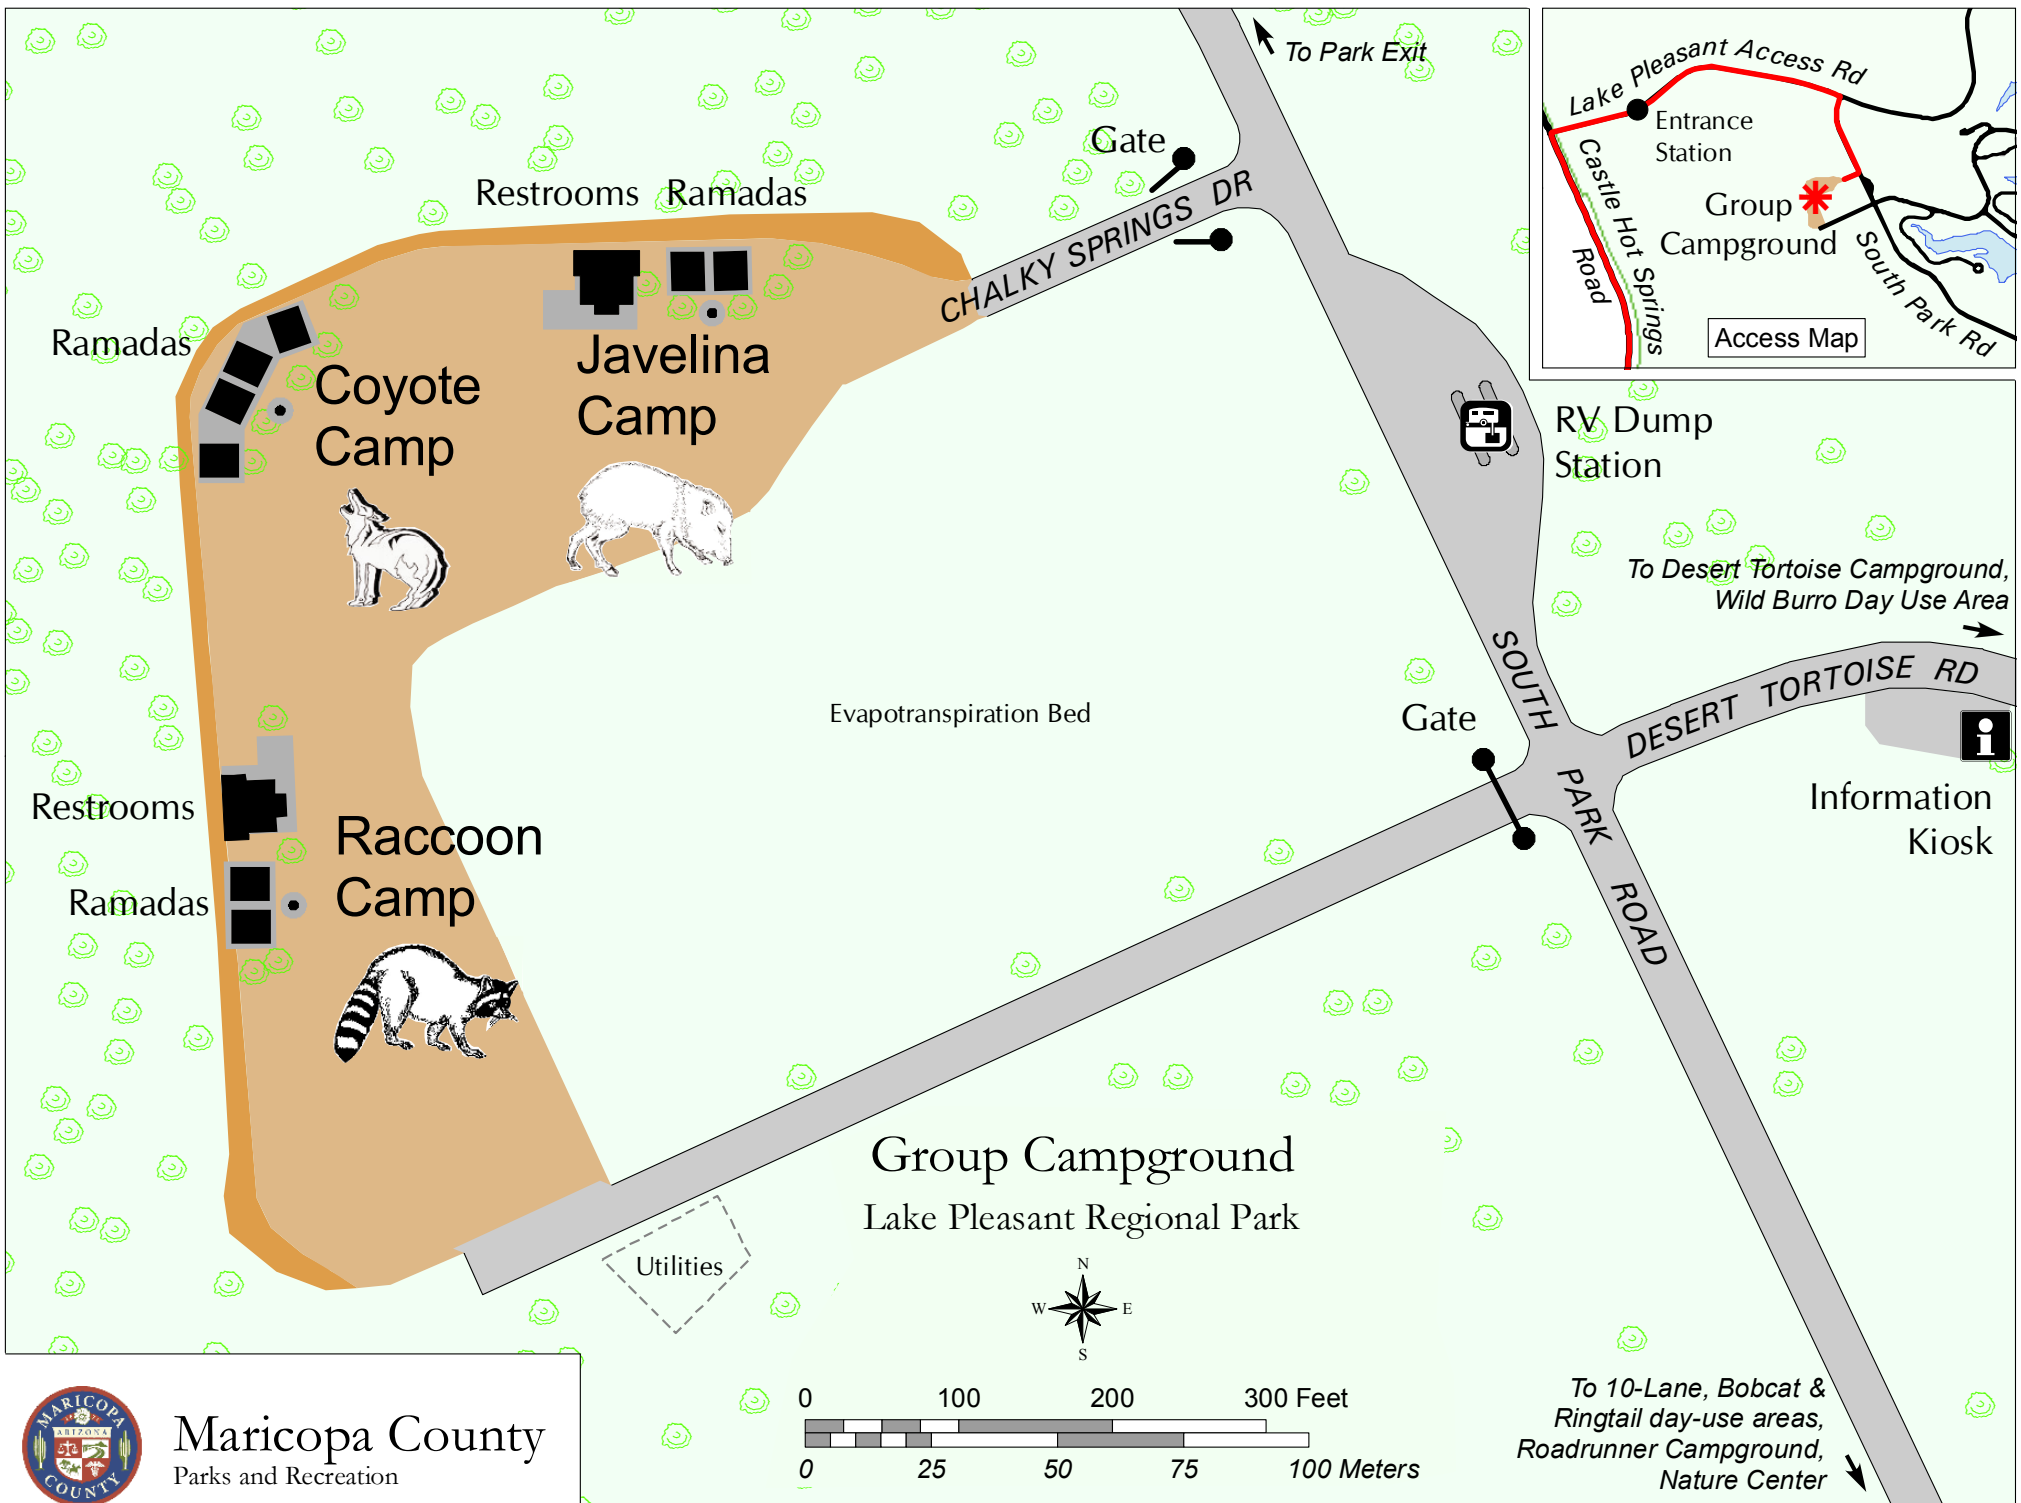 To Park Exit
Gate
Restrooms
Ramadas
CHALKY SPRINGS DR
Ramadas
Coyote
Camp
Javelina
Camp
Lake Pleasant Access Rd
Entrance
Station
Castle Hot Springs
Road
Group
Campground
South Park Rd
Access Map
RV Dump
Station
To Desert Tortoise Campground,
Wild Burro Day Use Area
SOUTH PARK ROAD
DESERT TORTOISE RD
Gate
Evapotranspiration Bed
Information
Kiosk
Restrooms
Raccoon
Camp
Ramadas
Group Campground
Lake Pleasant Regional Park
Utilities
N
W
E
S
0 100 200 300 Feet
0 25 50 75 100 Meters
To 10-Lane, Bobcat &
Ringtail day-use areas,
Roadrunner Campground,
Nature Center
MARICOPA
ARIZONA
COUNTY
Maricopa County
Parks and Recreation